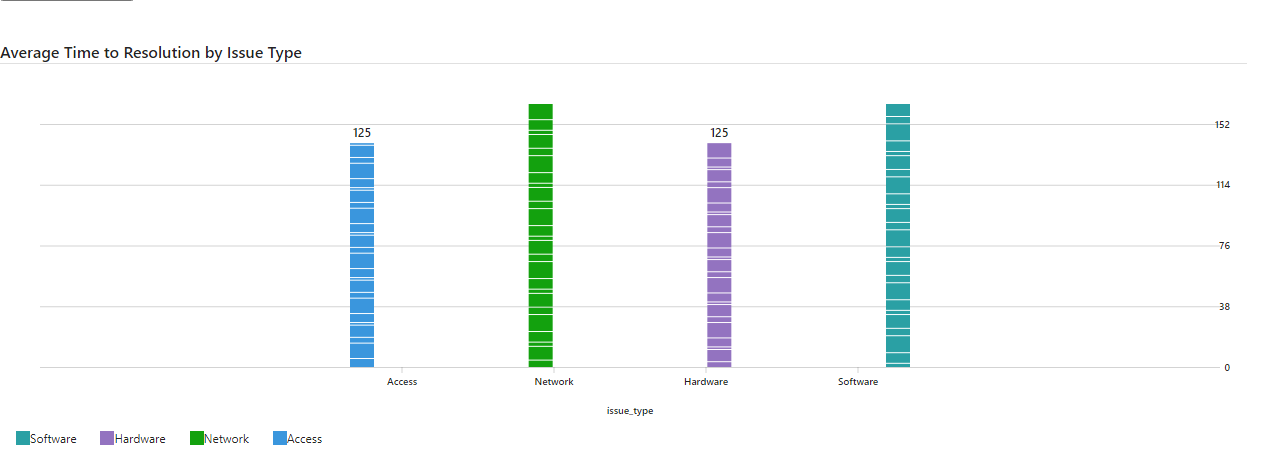 Average Time to Resolution by Issue Type
152
125
125
114
76
38
0
Access Network Hardware Software
issue_type
Software Hardware Network Access